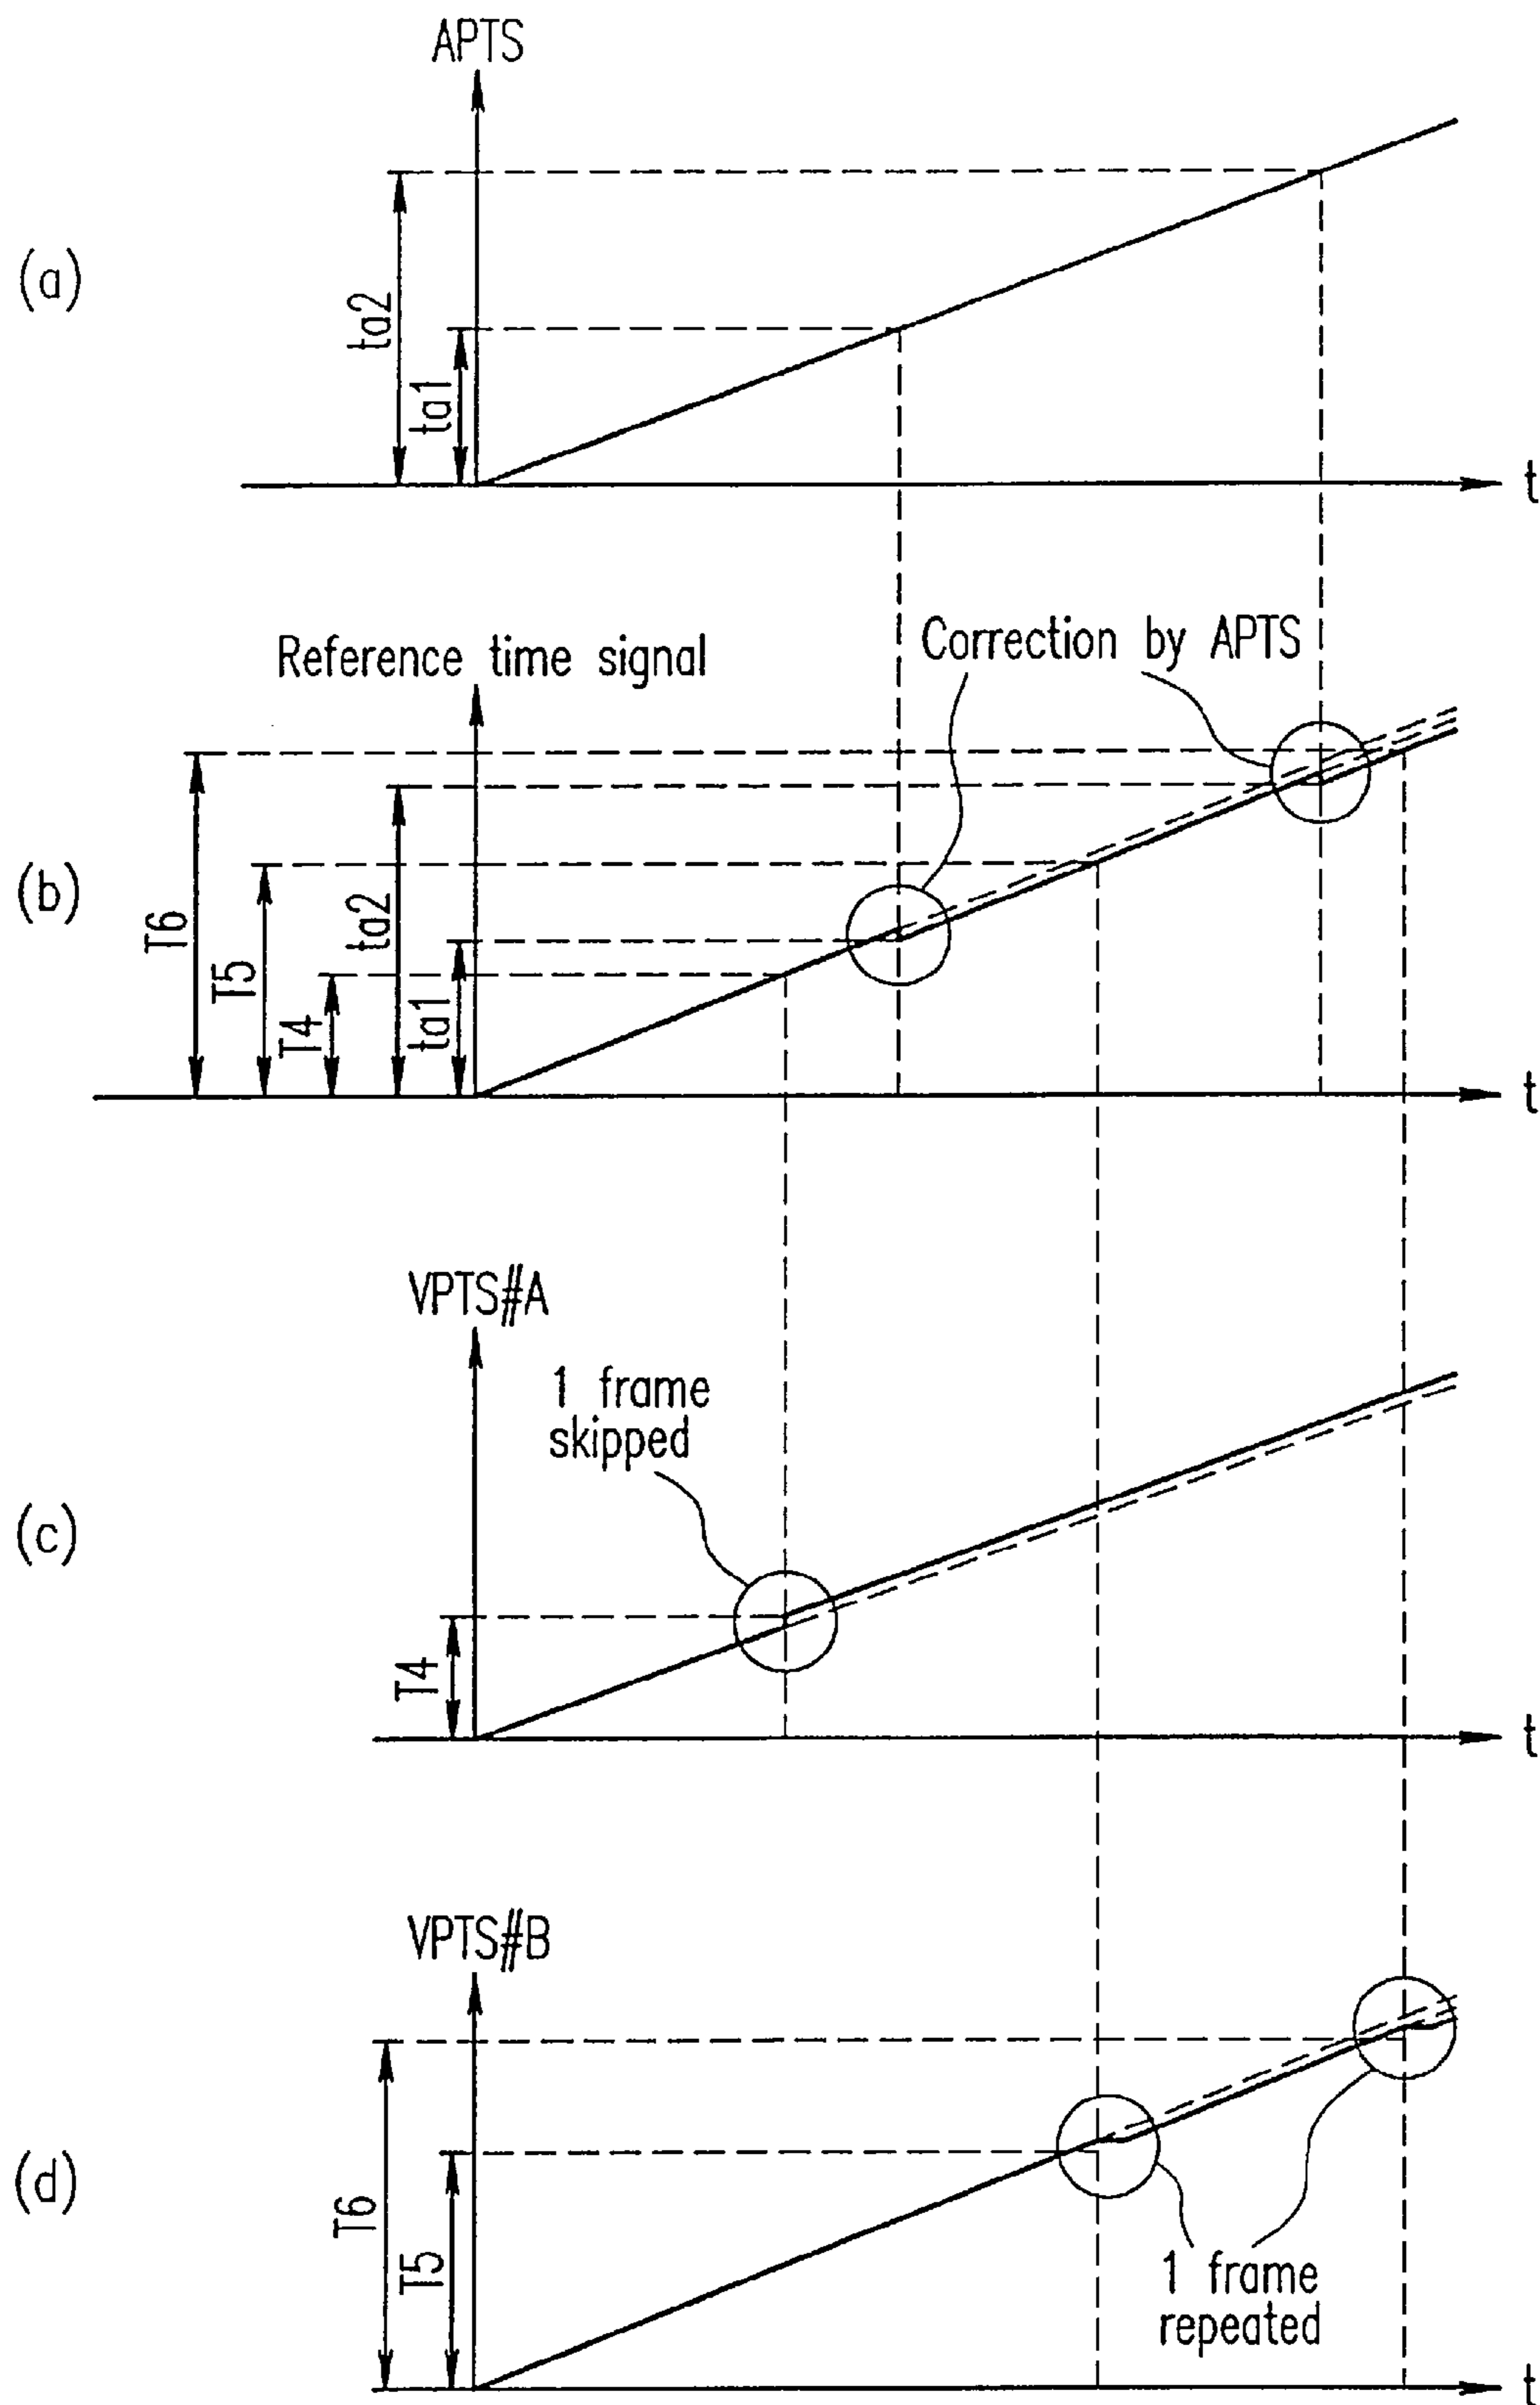 APTS
(a)
ta2
ta1
t
Reference time signal
Correction by APTS
(b)
T6
T5
T4
ta2
ta1
t
VPTS#A
1 frame
skipped
(c)
T4
t
VPTS#B
(d)
T6
T5
1 frame
repeated
t